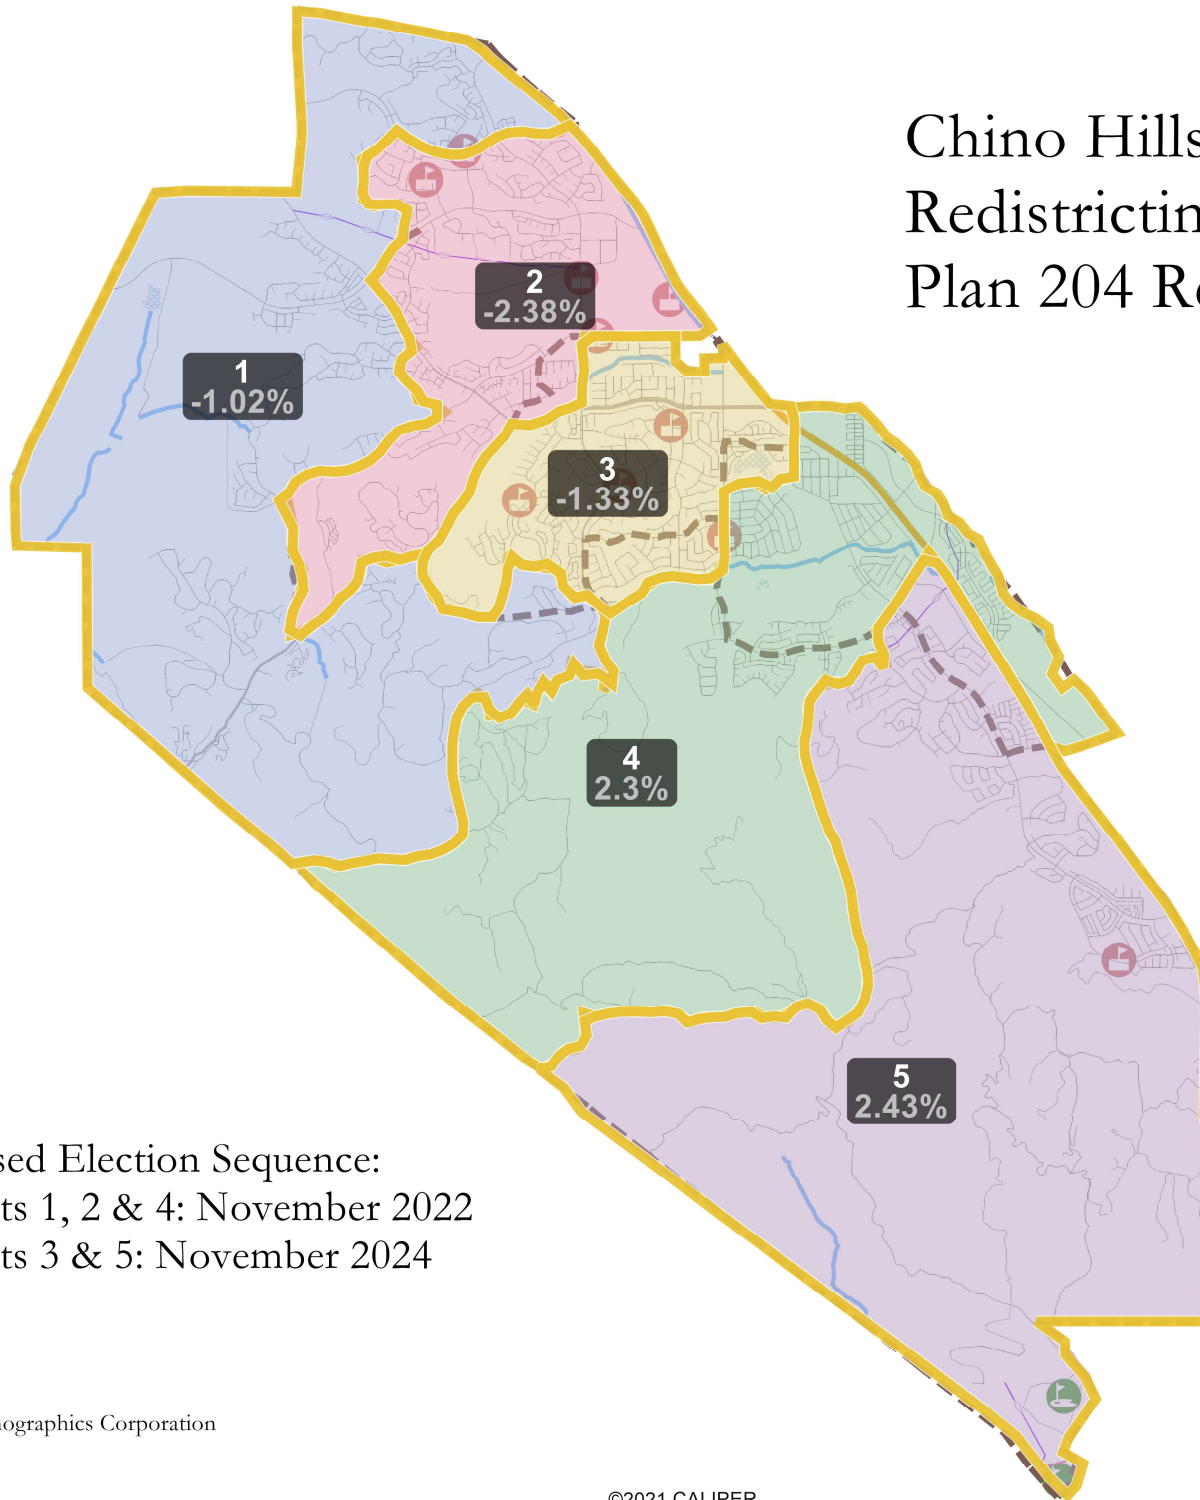 Chino Hills
Redistrictin
Plan 204 R
2
-2.38%
1
-1.02%
3
-1.33%
4
2.3%
5
2.43%
sed Election Sequence:
ts 1, 2 & 4: November 2022
ts 3 & 5: November 2024
ographics Corporation
©2021 CALIPER